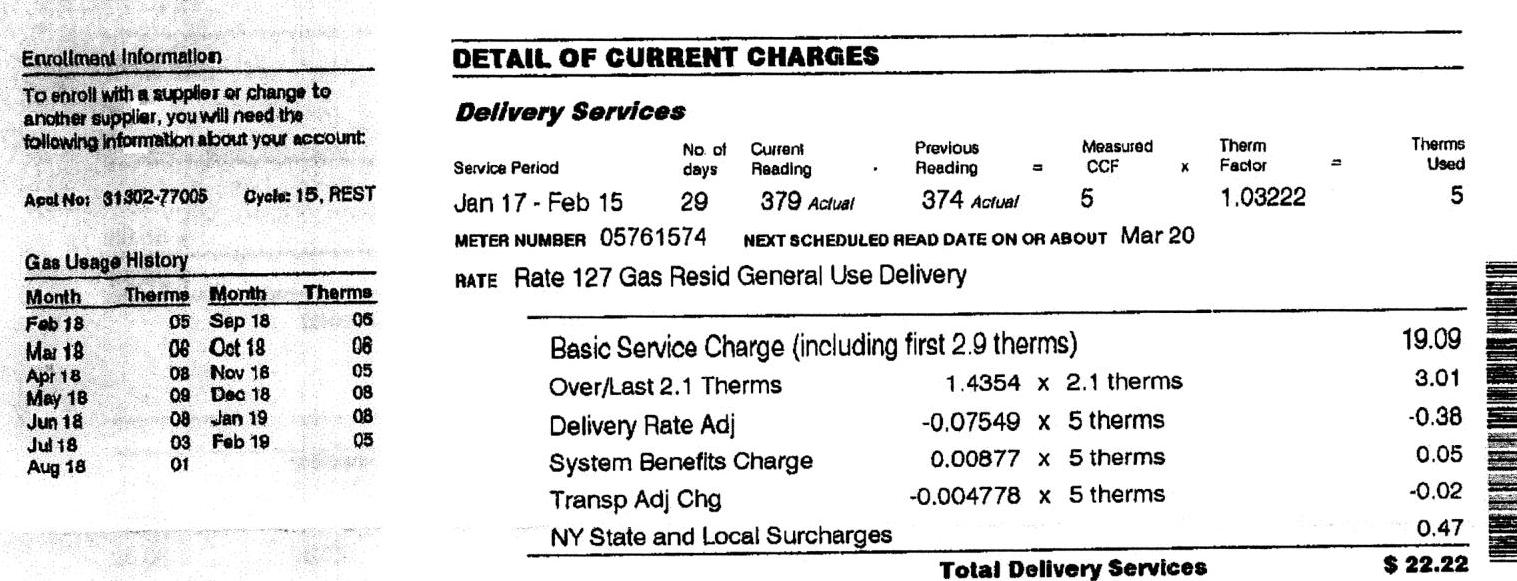 Enrollment Information
To enroll with a supplier or change to
another supplier, you will need the
following information about your account:
Acct No: 31302-77005 Cycle: 15, REST
Gas Usage History
Month Therms Month Therms
Feb 18 05 Sep 18 06
Mar 18 06 Oct 18 06
Apr 18 08 Nov 18 05
May 18 09 Dec 18 08
Jun 18 08 Jan 19 08
Jul 18 03 Feb 19 05
Aug 18 01
DETAIL OF CURRENT CHARGES
Delivery Services
Service Period No. of days Current Reading - Previous Reading = Measured CCF x Therm Factor = Therms Used
Jan 17 - Feb 15 29 379 Actual 374 Actual 5 1.03222 5
METER NUMBER 05761574 NEXT SCHEDULED READ DATE ON OR ABOUT Mar 20
RATE Rate 127 Gas Resid General Use Delivery
Basic Service Charge (including first 2.9 therms) 19.09
Over/Last 2.1 Therms 1.4354 x 2.1 therms 3.01
Delivery Rate Adj -0.07549 x 5 therms -0.38
System Benefits Charge 0.00877 x 5 therms 0.05
Transp Adj Chg -0.004778 x 5 therms -0.02
NY State and Local Surcharges 0.47
Total Delivery Services $ 22.22